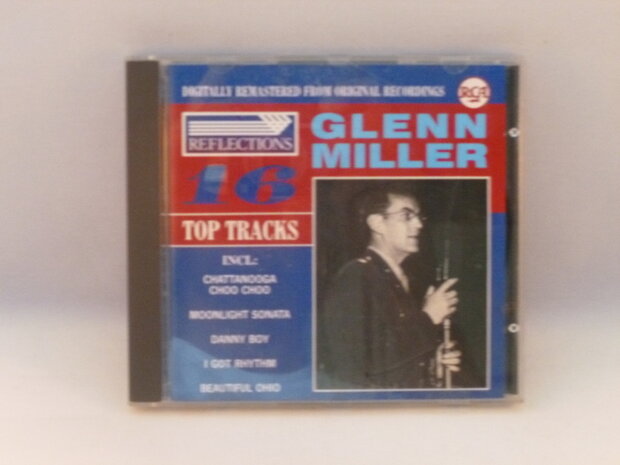 DIGITALLY REMASTERED FROM ORIGINAL RECORDINGS
RCA
REFLECTIONS
GLENN
MILLER
16
TOP TRACKS
INCL:
CHATTANOOGA
CHOO CHOO
MOONLIGHT SONATA
DANNY BOY
I GOT RHYTHM
BEAUTIFUL OHIO